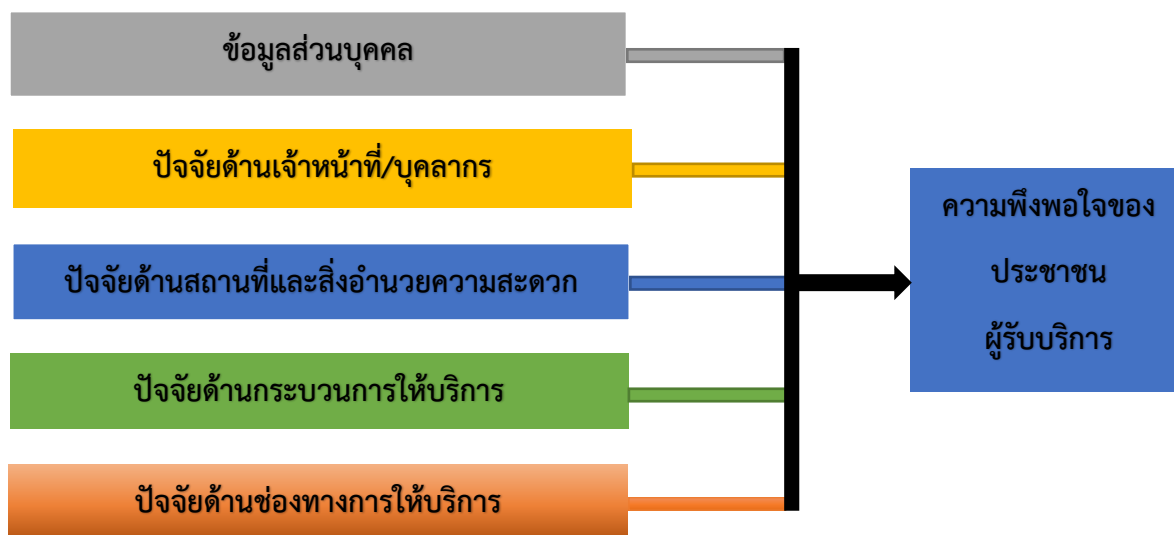 ข้อมูลส่วนบุคคล
ปัจจัยด้านเจ้าหน้าที่/บุคลากร
ปัจจัยด้านสถานที่และสิ่งอำนวยความสะดวก
ปัจจัยด้านกระบวนการให้บริการ
ปัจจัยด้านช่องทางการให้บริการ
ความพึงพอใจของ
ประชาชน
ผู้รับบริการ